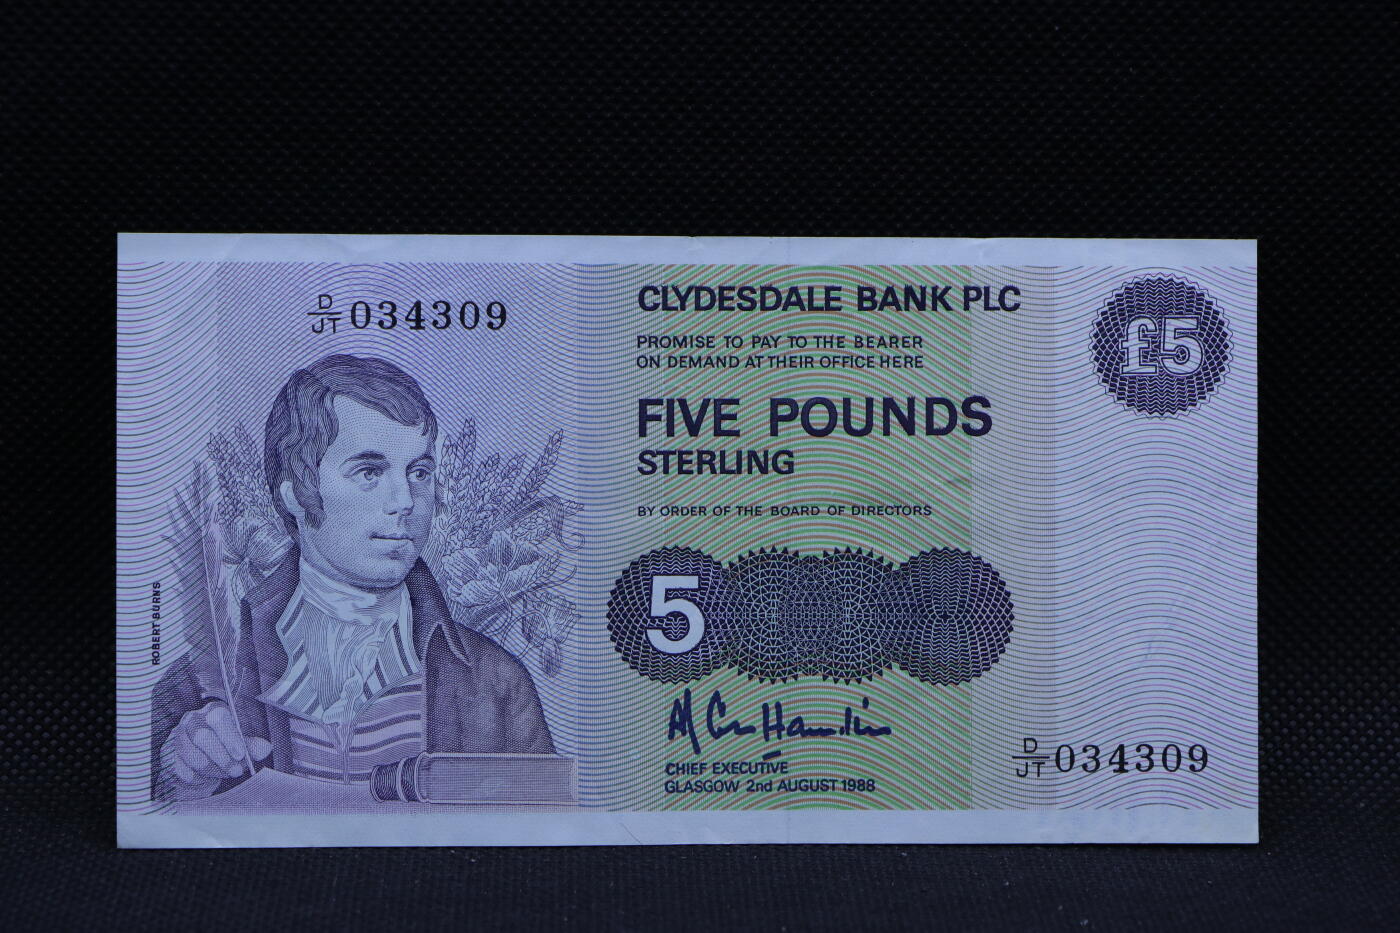 D/JT 034309
CLYDESDALE BANK PLC
PROMISE TO PAY TO THE BEARER
ON DEMAND AT THEIR OFFICE HERE
£5
FIVE POUNDS
STERLING
BY ORDER OF THE BOARD OF DIRECTORS
5
ROBERT BURNS
CHIEF EXECUTIVE
GLASGOW 2nd AUGUST 1988
D/JT 034309